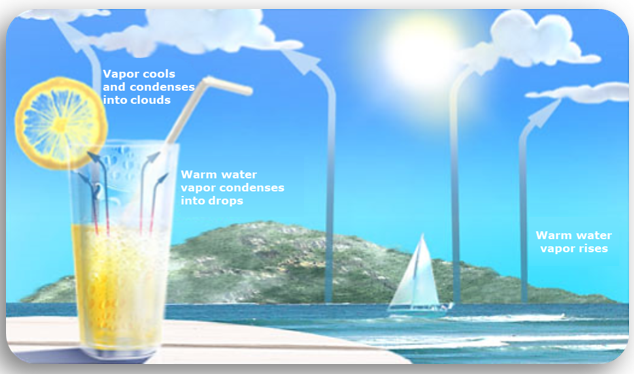 Vapor cools
and condenses
into clouds
Warm water
vapor condenses
into drops
Warm water
vapor rises